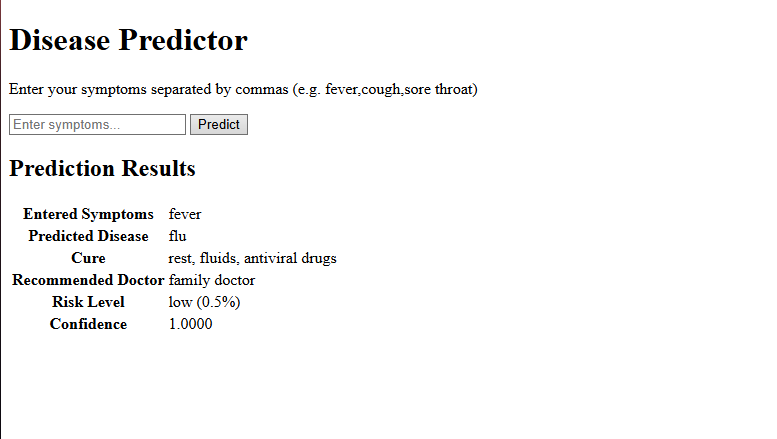 Disease Predictor
Enter your symptoms separated by commas (e.g. fever,cough,sore throat)
Enter symptoms... Predict
Prediction Results
Entered Symptoms fever
Predicted Disease flu
Cure rest, fluids, antiviral drugs
Recommended Doctor family doctor
Risk Level low (0.5%)
Confidence 1.0000